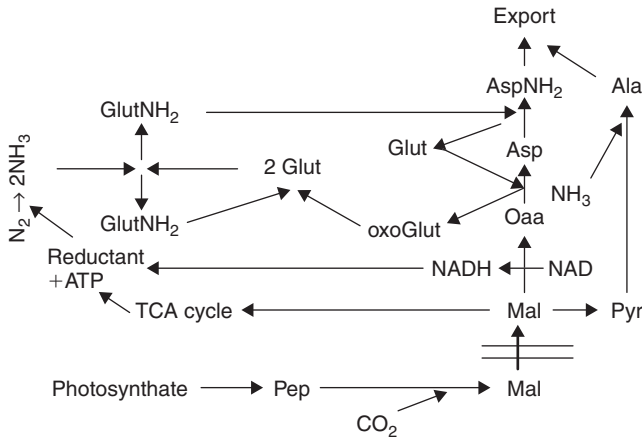 Export
AspNH₂ Ala
GlutNH₂
Glut Asp
N₂ → 2NH₃
2 Glut
NH₃
GlutNH₂ oxoGlut Oaa
Reductant
+ATP
NADH NAD
TCA cycle Mal Pyr
Photosynthate Pep Mal
CO₂